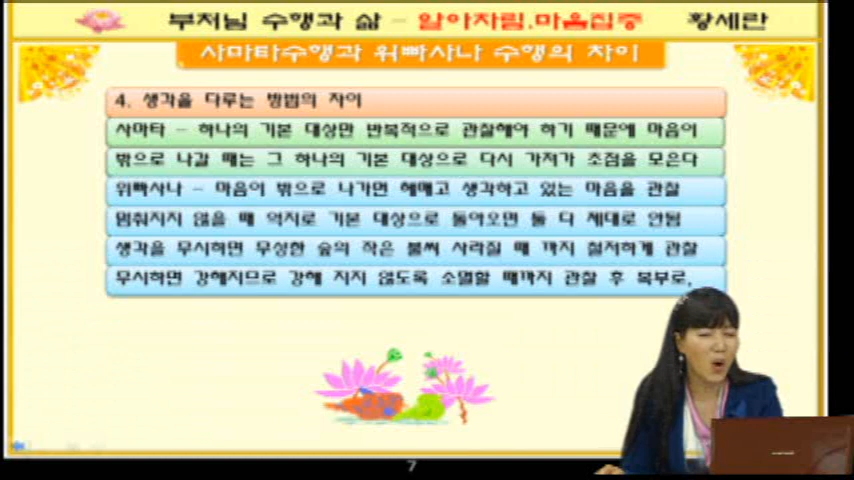 부처님 수행과 삶 - 알아차림.마음집중 황세란
사마타수행과 위빠사나 수행의 차이
4. 생각을 다루는 방법의 차이
사마타 - 하나의 기본 대상만 반복적으로 관찰해야 하기 때문에 마음이
밖으로 나갈 때는 그 하나의 기본 대상으로 다시 가져가 초점을 모은다
위빠사나 - 마음이 밖으로 나가면 헤매고 생각하고 있는 마음을 관찰
멈춰지지 않을 때 억지로 기본 대상으로 돌아오면 둘 다 제대로 안됨
생각을 무시하면 무성한 숲의 작은 불씨 사라질 때 까지 철저하게 관찰
무시하면 강해지므로 강해 지지 않도록 소멸할 때까지 관찰 후 복부로,
7